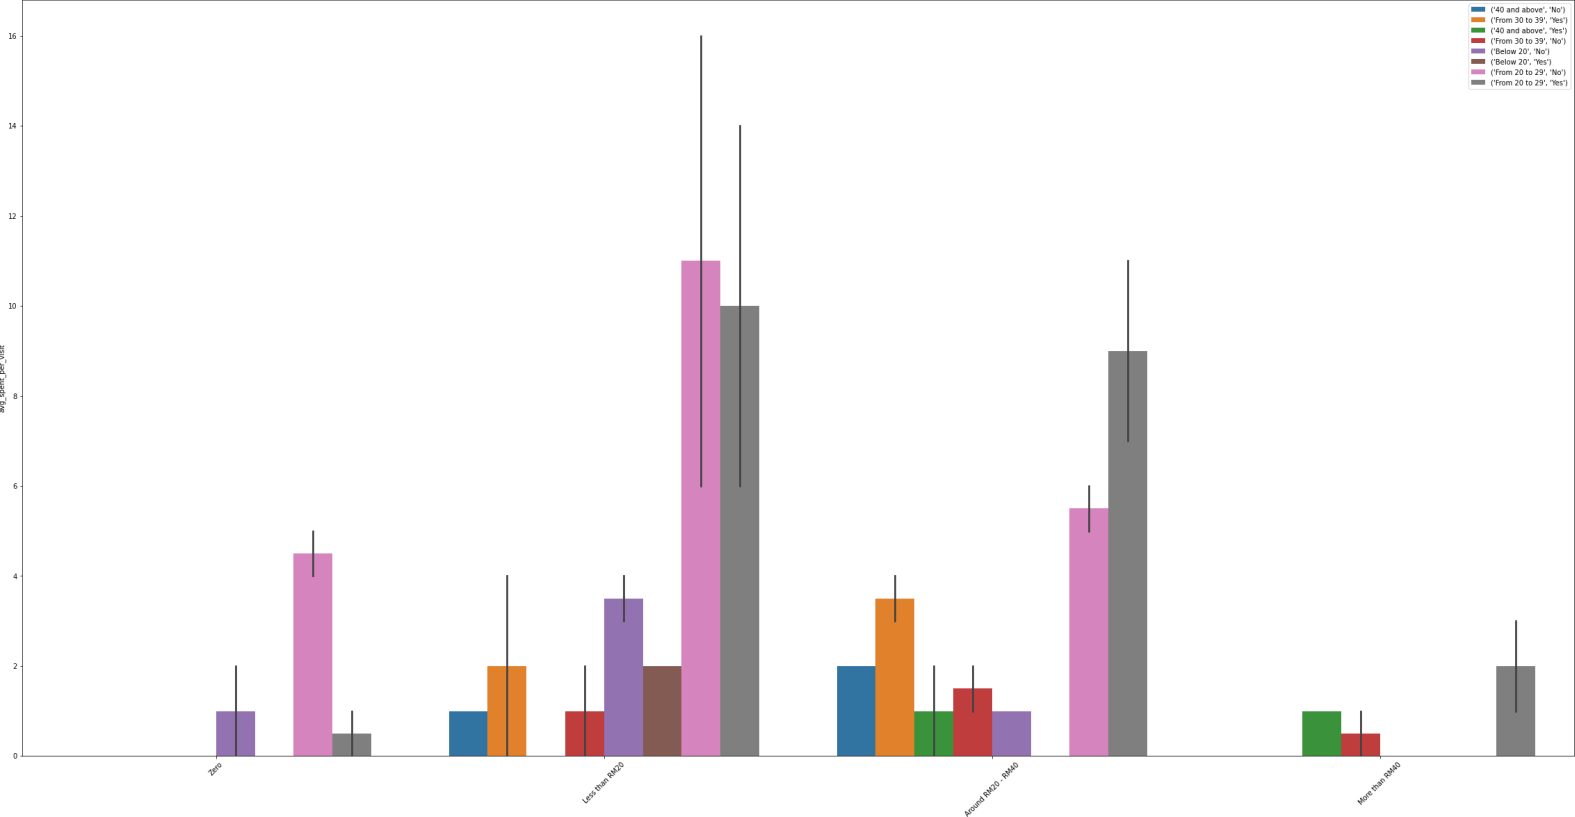 ('40 and above', 'No')
('From 30 to 39', 'Yes')
('40 and above', 'Yes')
('From 30 to 39', 'No')
('Below 20', 'No')
('Below 20', 'Yes')
('From 20 to 29', 'No')
('From 20 to 29', 'Yes')
16
14
12
10
8
6
4
2
0
avg_spent_per_visit
Zero
Less than RM20
Around RM20 - RM40
More than RM40